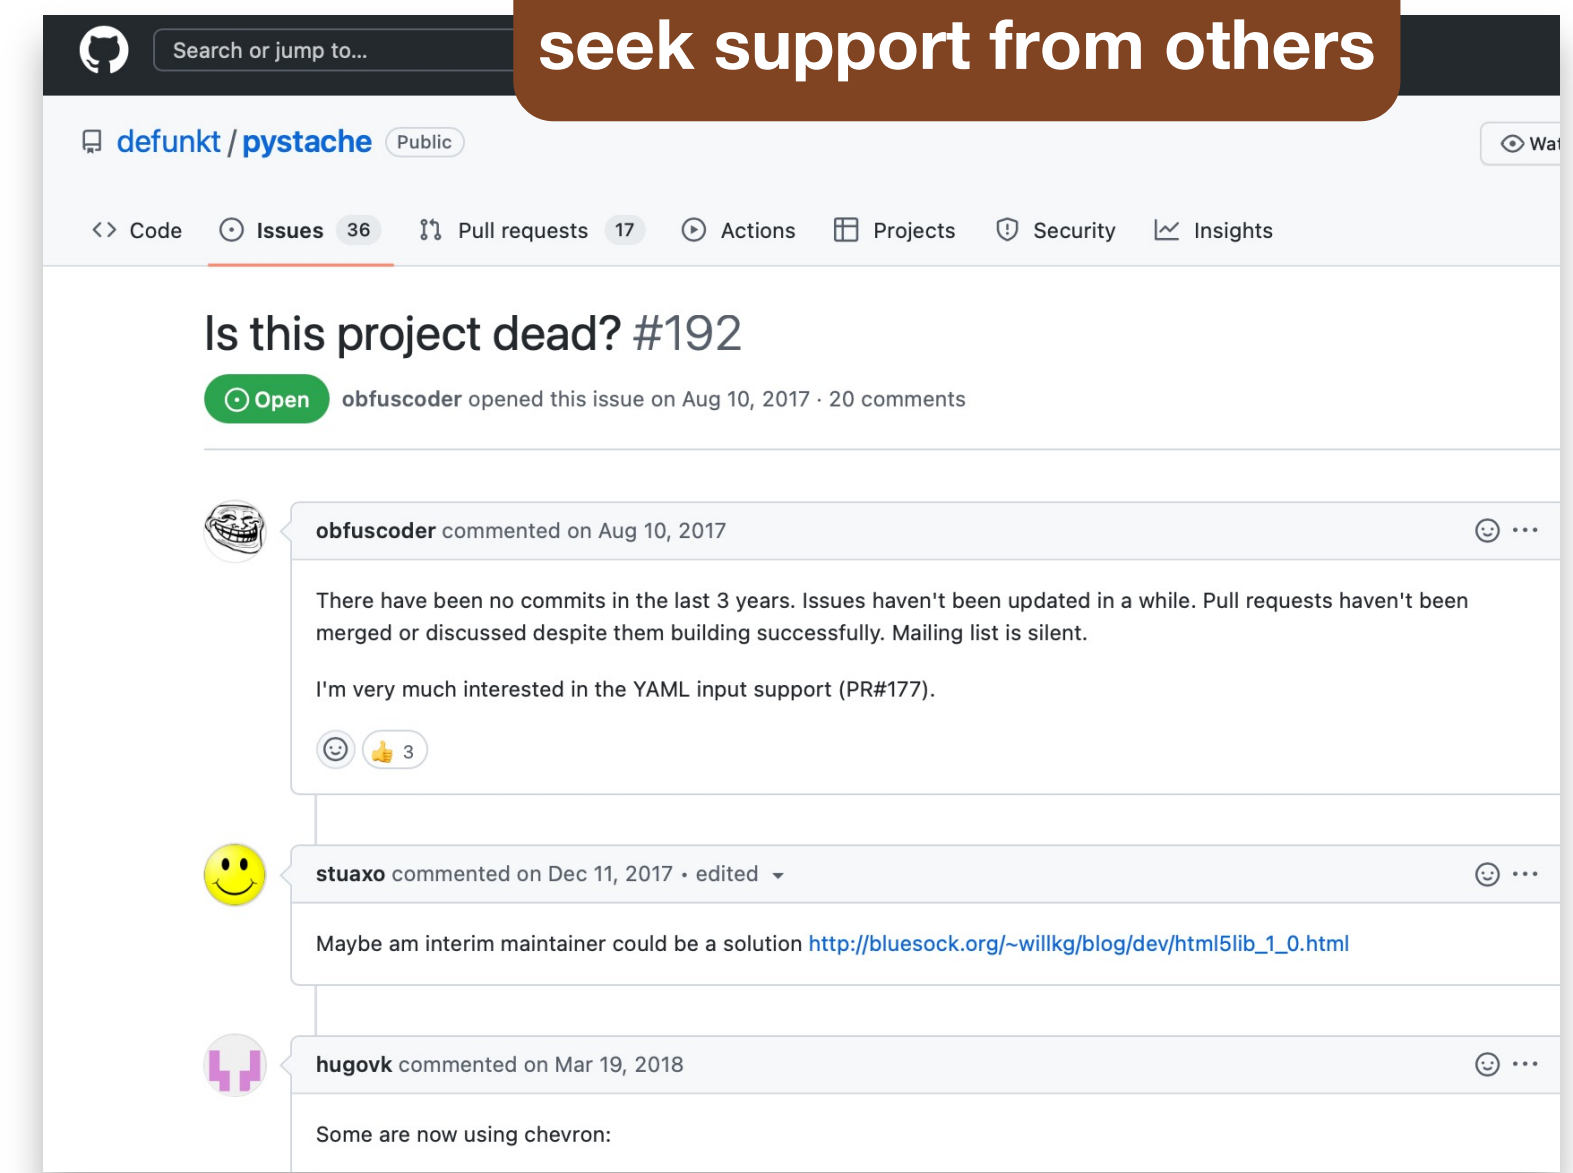 seek support from others
Search or jump to...
defunkt / pystache Public
Wat
Code Issues 36 Pull requests 17 Actions Projects Security Insights
Is this project dead? #192
Open obfuscoder opened this issue on Aug 10, 2017 · 20 comments
obfuscoder commented on Aug 10, 2017
There have been no commits in the last 3 years. Issues haven't been updated in a while. Pull requests haven't been
merged or discussed despite them building successfully. Mailing list is silent.
I'm very much interested in the YAML input support (PR#177).
3
stuaxo commented on Dec 11, 2017 • edited
Maybe am interim maintainer could be a solution http://bluesock.org/~willkg/blog/dev/html5lib_1_0.html
hugovk commented on Mar 19, 2018
Some are now using chevron: